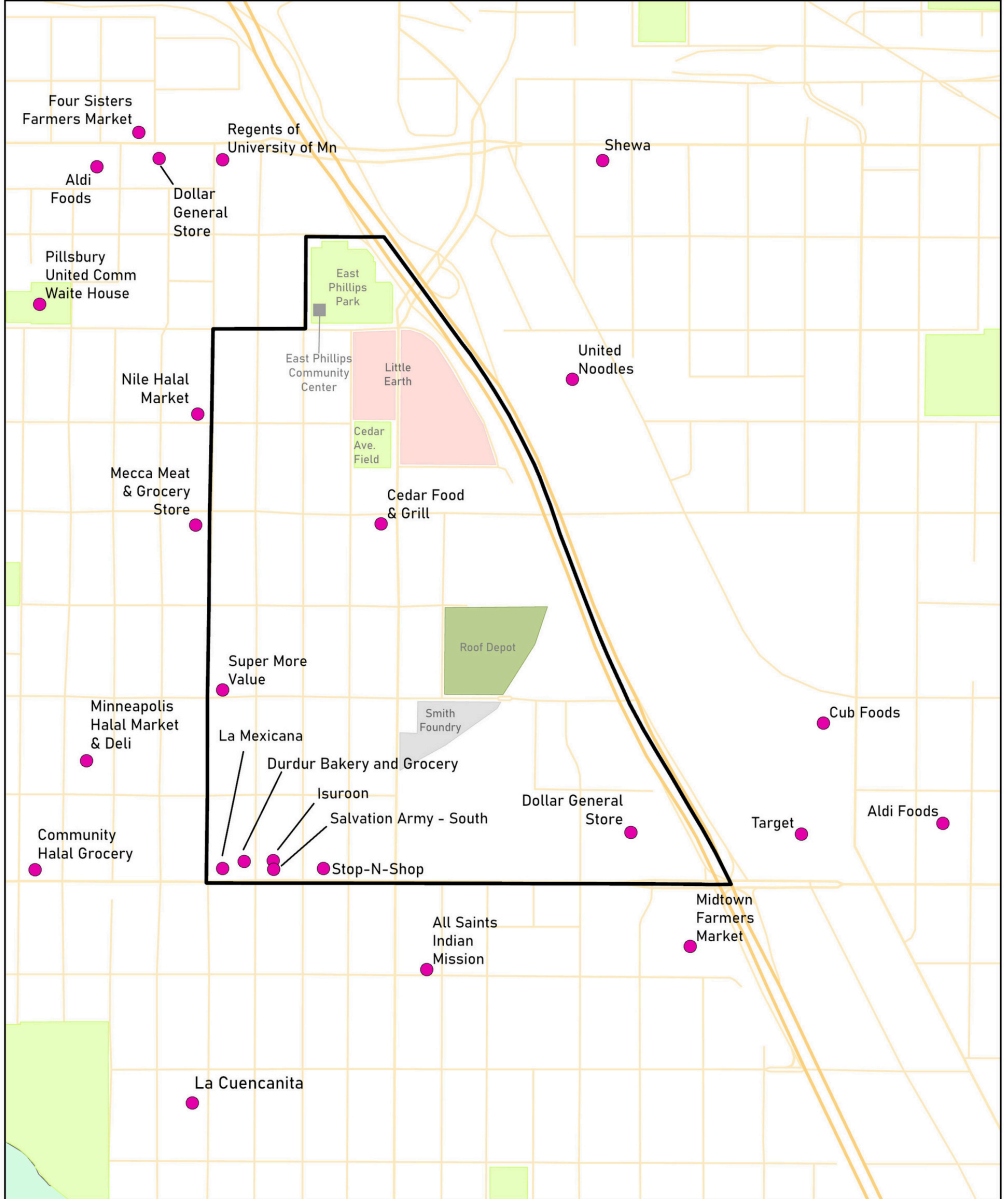 Four Sisters
Farmers Market
Regents of
University of Mn
Shewa
Aldi
Foods
Dollar
General
Store
Pillsbury
United Comm
Waite House
East
Phillips
Park
East Phillips
Community
Center
Little
Earth
United
Noodles
Nile Halal
Market
Cedar
Ave.
Field
Mecca Meat
& Grocery
Store
Cedar Food
& Grill
Roof Depot
Super More
Value
Minneapolis
Halal Market
& Deli
Smith
Foundry
Cub Foods
La Mexicana
Durdur Bakery and Grocery
Isuroon
Salvation Army - South
Dollar General
Store
Target
Aldi Foods
Community
Halal Grocery
Stop-N-Shop
Midtown
Farmers
Market
All Saints
Indian
Mission
La Cuencanita